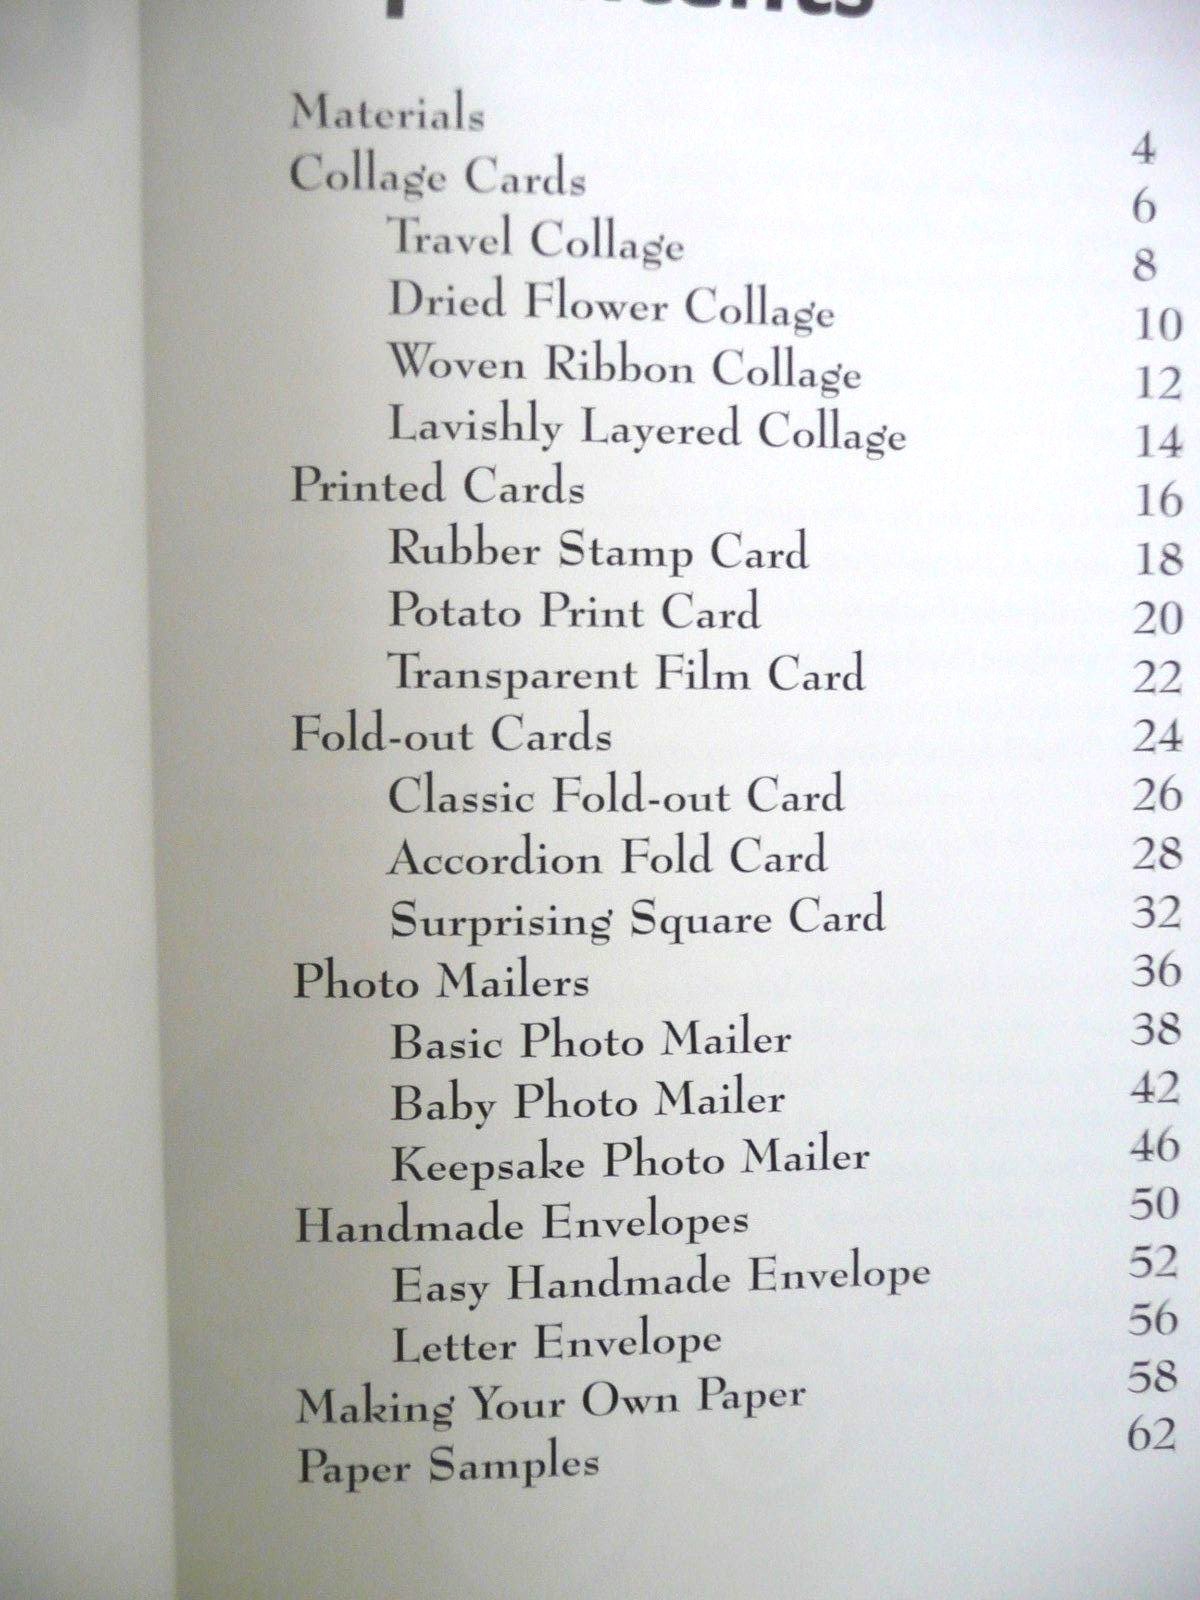 Materials 4
Collage Cards 6
Travel Collage 8
Dried Flower Collage 10
Woven Ribbon Collage 12
Lavishly Layered Collage 14
Printed Cards 16
Rubber Stamp Card 18
Potato Print Card 20
Transparent Film Card 22
Fold-out Cards 24
Classic Fold-out Card 26
Accordion Fold Card 28
Surprising Square Card 32
Photo Mailers 36
Basic Photo Mailer 38
Baby Photo Mailer 42
Keepsake Photo Mailer 46
Handmade Envelopes 50
Easy Handmade Envelope 52
Letter Envelope 56
Making Your Own Paper 58
Paper Samples 62